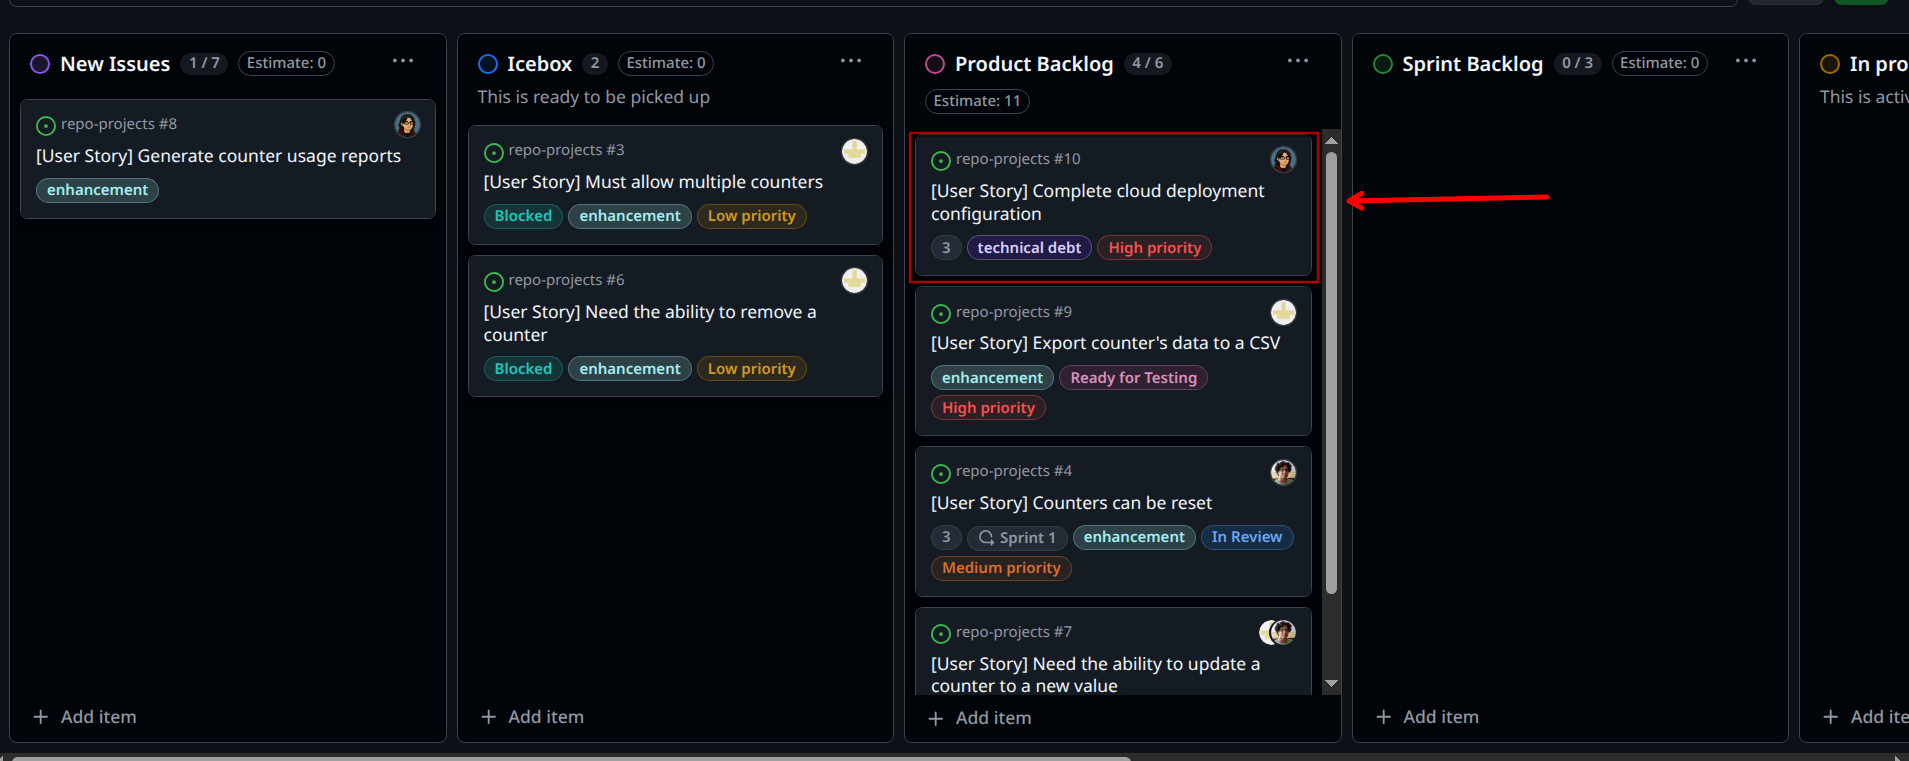 New Issues 1 / 7 Estimate: 0
repo-projects #8
[User Story] Generate counter usage reports
enhancement
Add item
Icebox 2 Estimate: 0
This is ready to be picked up
repo-projects #3
[User Story] Must allow multiple counters
Blocked enhancement Low priority
repo-projects #6
[User Story] Need the ability to remove a
counter
Blocked enhancement Low priority
Add item
Product Backlog 4 / 6
Estimate: 11
repo-projects #10
[User Story] Complete cloud deployment
configuration
3 technical debt High priority
repo-projects #9
[User Story] Export counter's data to a CSV
enhancement Ready for Testing
High priority
repo-projects #4
[User Story] Counters can be reset
3 Sprint 1 enhancement In Review
Medium priority
repo-projects #7
[User Story] Need the ability to update a
counter to a new value
Add item
Sprint Backlog 0 / 3 Estimate: 0
Add item
In pro
This is activ
Add ite